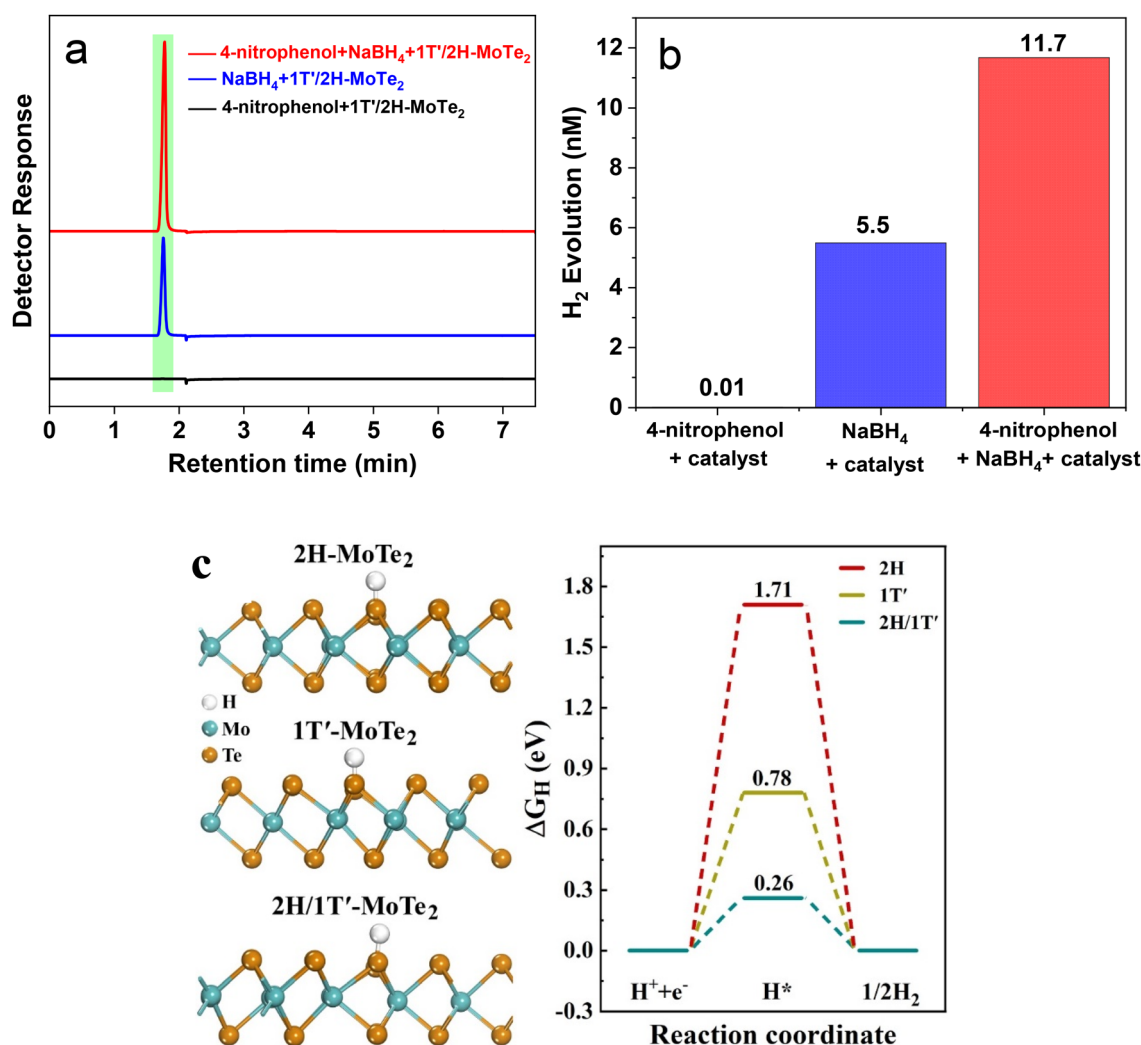 a
4-nitrophenol+NaBH₄+1T'/2H-MoTe₂
NaBH₄+1T'/2H-MoTe₂
4-nitrophenol+1T'/2H-MoTe₂
Detector Response
0 1 2 3 4 5 6 7
Retention time (min)
b
H₂ Evolution (nM)
12
10
8
6
4
2
0
0.01
5.5
11.7
4-nitrophenol
+ catalyst
NaBH₄
+ catalyst
4-nitrophenol
+ NaBH₄+ catalyst
c
2H-MoTe₂
H
Mo
Te
1T′-MoTe₂
2H/1T′-MoTe₂
ΔG_H (eV)
1.8
1.5
1.2
0.9
0.6
0.3
0.0
-0.3
2H
1T′
2H/1T′
1.71
0.78
0.26
H⁺+e⁻
H*
1/2H₂
Reaction coordinate